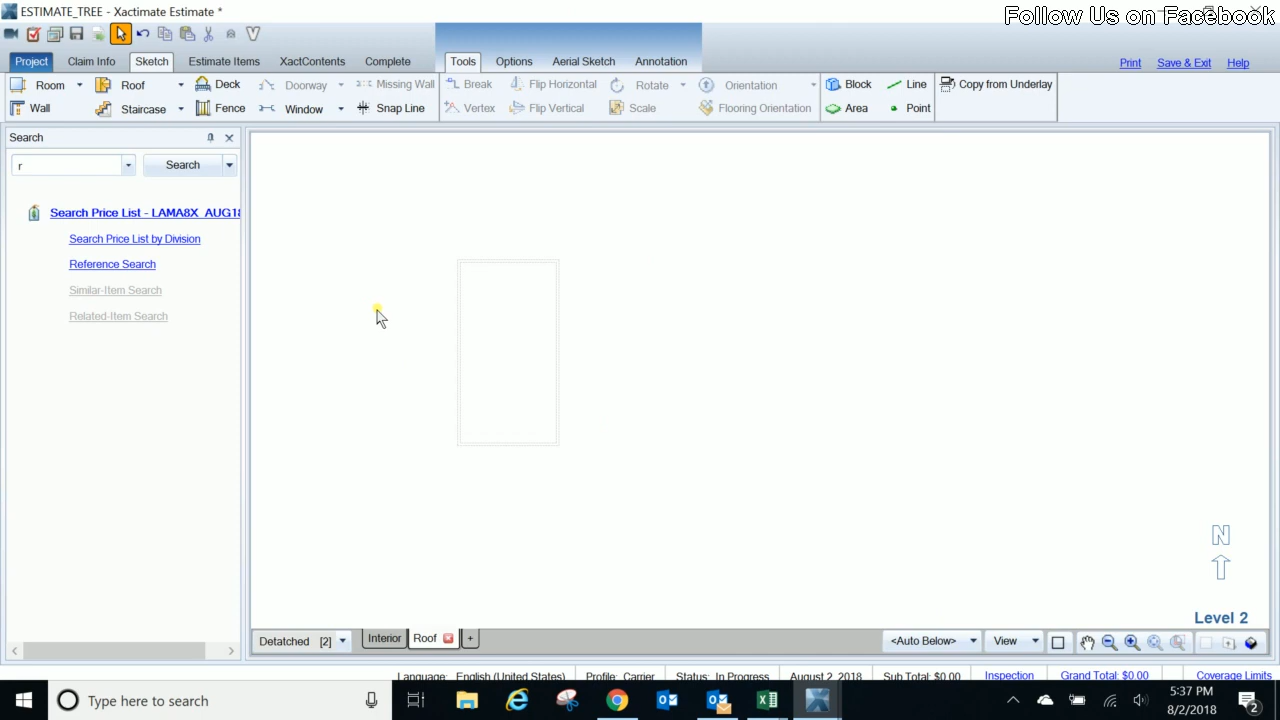 ESTIMATE_TREE - Xactimate Estimate *
Follow Us on Facebook
Project Claim Info Sketch Estimate Items XactContents Complete Tools Options Aerial Sketch Annotation Print Save & Exit Help
Room Roof Deck Doorway Missing Wall Break Flip Horizontal Rotate Orientation Block Line Copy from Underlay
Wall Staircase Fence Window Snap Line Vertex Flip Vertical Scale Flooring Orientation Area Point
Search
r Search
Search Price List - LAMA8X_AUG18
Search Price List by Division
Reference Search
Similar-Item Search
Related-Item Search
N
Level 2
Detatched [2] Interior Roof + <Auto Below> View
Language: English (United States) Profile: Carrier Status: In Progress August 2, 2018 Sub Total: $0.00 Inspection Grand Total: $0.00 Coverage Limits
Type here to search
5:37 PM
8/2/2018
2